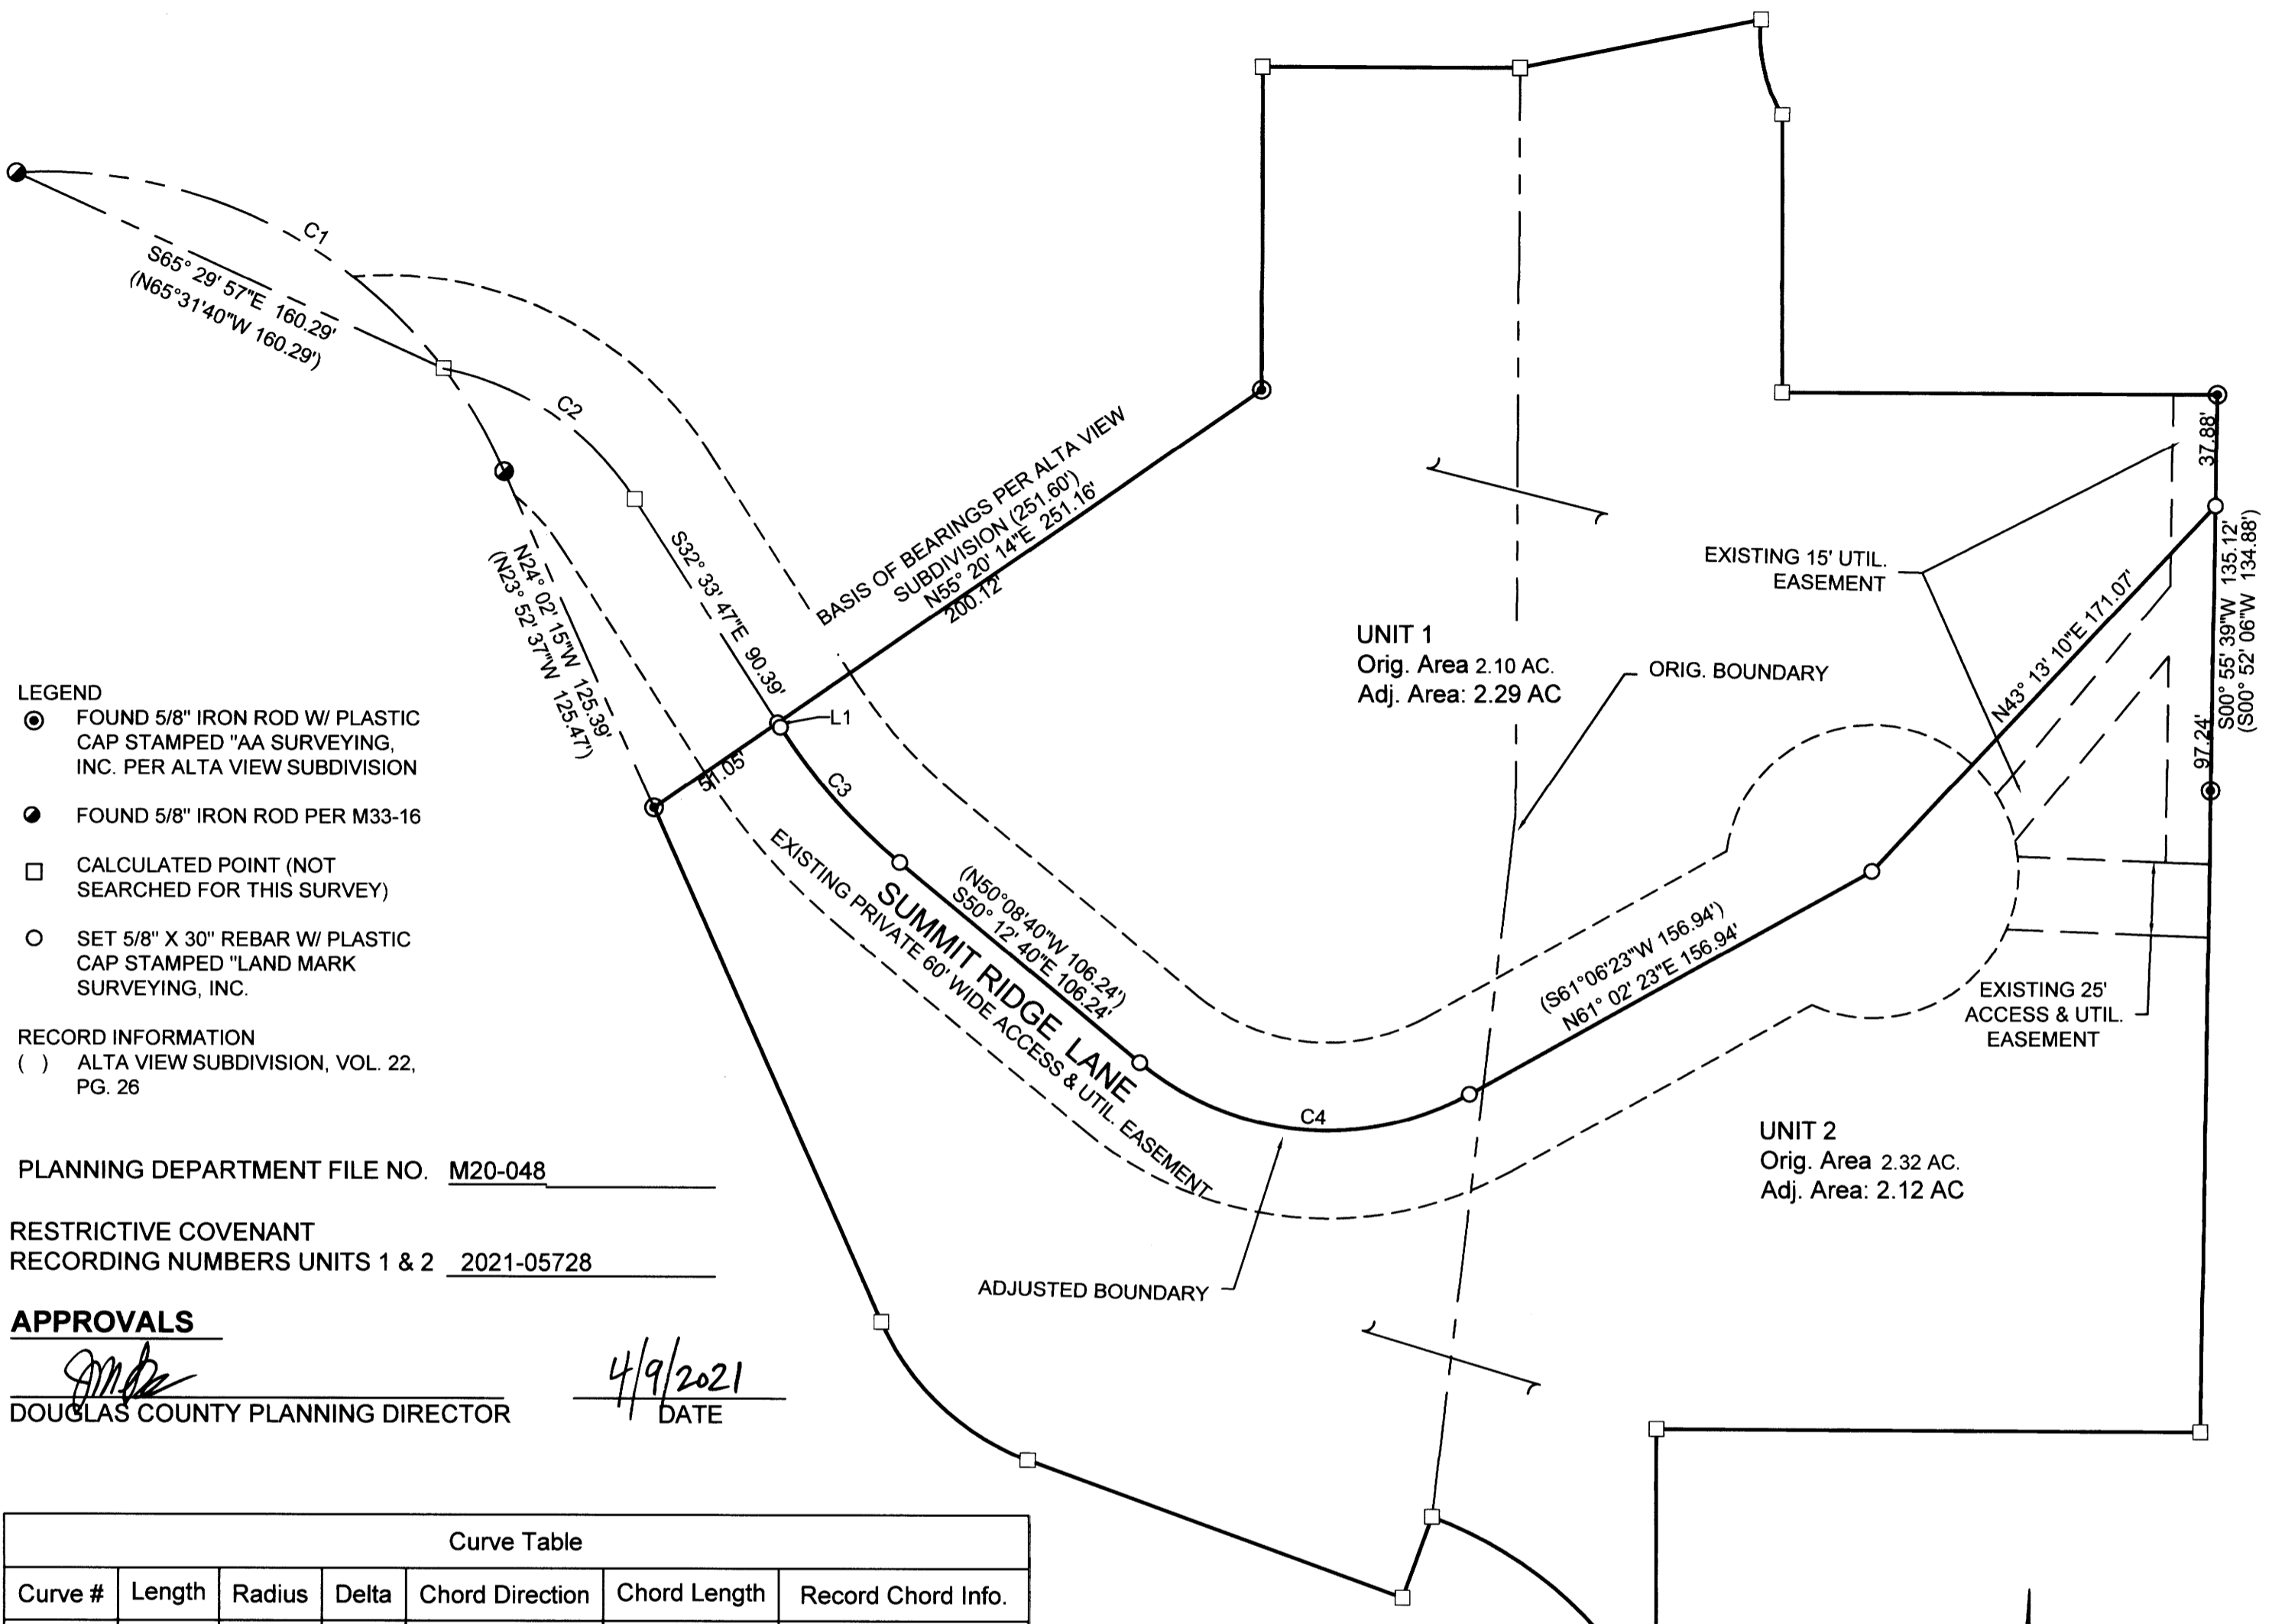 C1
S65° 29' 57"E 160.29'
(N65°31'40"W 160.29')
C2
BASIS OF BEARINGS PER ALTA VIEW
SUBDIVISION (251.60')
N55° 20' 14"E 251.16'
200.12'
S32° 33' 47"E 90.39'
N24° 02' 15"W 125.39'
(N23° 52' 37"W 125.47')
51.05'
L1
C3
37.88'
S00° 55' 39"W 135.12'
(S00° 52' 06"W 134.88')
97.24'
EXISTING 15' UTIL.
EASEMENT
N43° 13' 10"E 171.07'
UNIT 1
Orig. Area 2.10 AC.
Adj. Area: 2.29 AC
ORIG. BOUNDARY
LEGEND
FOUND 5/8" IRON ROD W/ PLASTIC
CAP STAMPED "AA SURVEYING,
INC. PER ALTA VIEW SUBDIVISION
FOUND 5/8" IRON ROD PER M33-16
CALCULATED POINT (NOT
SEARCHED FOR THIS SURVEY)
SET 5/8" X 30" REBAR W/ PLASTIC
CAP STAMPED "LAND MARK
SURVEYING, INC.
RECORD INFORMATION
( ) ALTA VIEW SUBDIVISION, VOL. 22,
PG. 26
(N50°08'40"W 106.24')
S50° 12' 40"E 106.24'
SUMMIT RIDGE LANE
EXISTING PRIVATE 60' WIDE ACCESS & UTIL. EASEMENT
C4
(S61°06'23"W 156.94')
N61° 02' 23"E 156.94'
EXISTING 25'
ACCESS & UTIL.
EASEMENT
UNIT 2
Orig. Area 2.32 AC.
Adj. Area: 2.12 AC
ADJUSTED BOUNDARY
PLANNING DEPARTMENT FILE NO. M20-048
RESTRICTIVE COVENANT
RECORDING NUMBERS UNITS 1 & 2 2021-05728
APPROVALS
4/9/2021
DOUGLAS COUNTY PLANNING DIRECTOR DATE
Curve Table
Curve # Length Radius Delta Chord Direction Chord Length Record Chord Info.